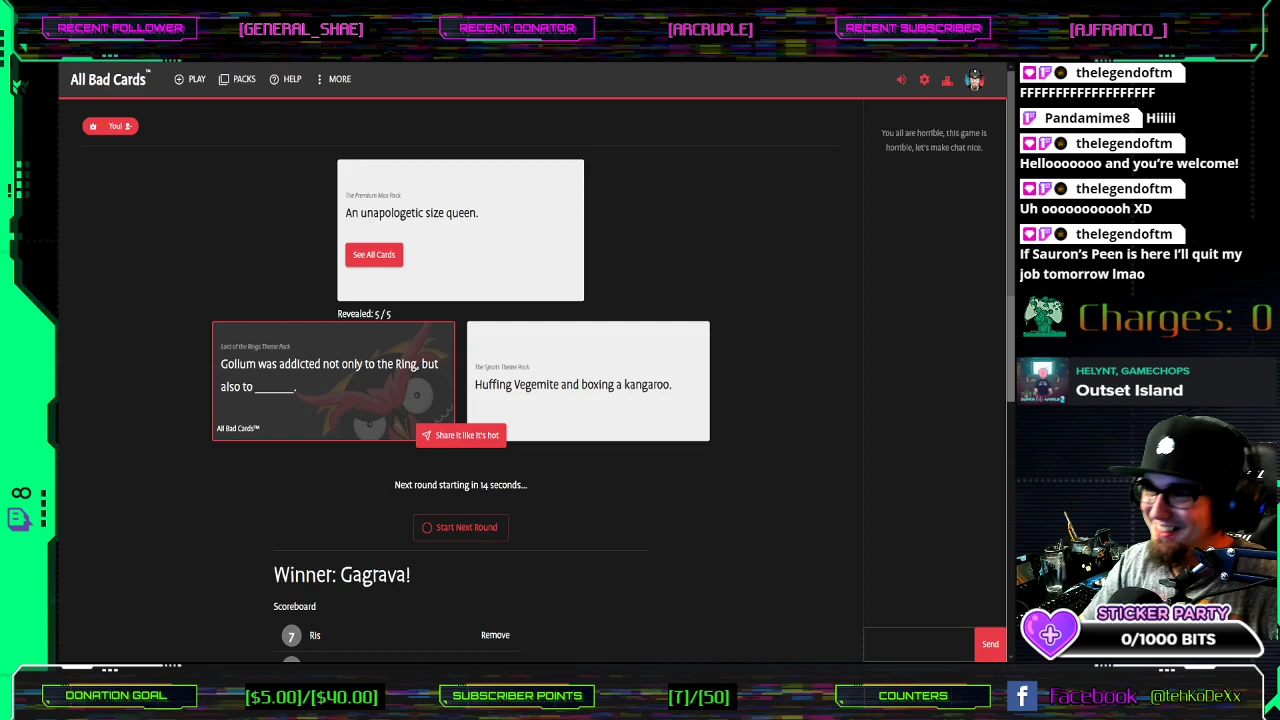 RECENT FOLLOWER
[GENERAL_SHAE]
RECENT DONATOR
[ARCRUPLE]
RECENT SUBSCRIBER
[AJFRANCO_]
All Bad Cards™
PLAY
PACKS
HELP
MORE
You!
You all are horrible, this game is
horrible, let's make chat nice.
The Premium Max Pack
An unapologetic size queen.
See All Cards
Revealed: 5 / 5
Lord of the Rings Theme Pack
Gollum was addicted not only to the Ring, but
also to ______.
All Bad Cards™
The Sports Theme Pack
Huffing Vegemite and boxing a kangaroo.
Share it like it's hot
Next round starting in 14 seconds...
Start Next Round
Winner: Gagrava!
Scoreboard
7
Ris
Remove
Send
thelegendoftm
FFFFFFFFFFFFFFFFFFF
Pandamime8 Hiiiii
thelegendoftm
Helloooooo and you're welcome!
thelegendoftm
Uh oooooooooh XD
thelegendoftm
If Sauron's Peen is here I'll quit my
job tomorrow lmao
Charges: 0
HELYNT, GAMECHOPS
Outset Island
STICKER PARTY
0/1000 BITS
DONATION GOAL
[$5.00]/[$40.00]
SUBSCRIBER POINTS
[7]/[50]
COUNTERS
Facebook
@tehKoDeXx